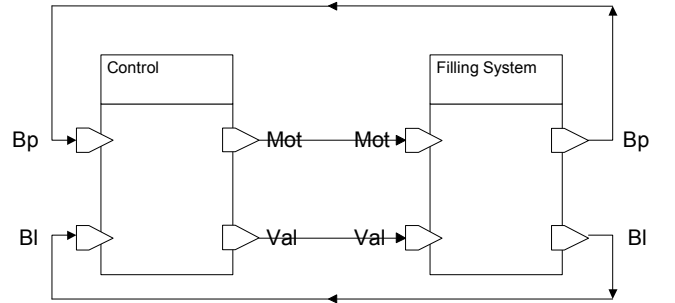 Control
Filling System
Bp
Mot
Mot
Bp
Bl
Val
Val
Bl